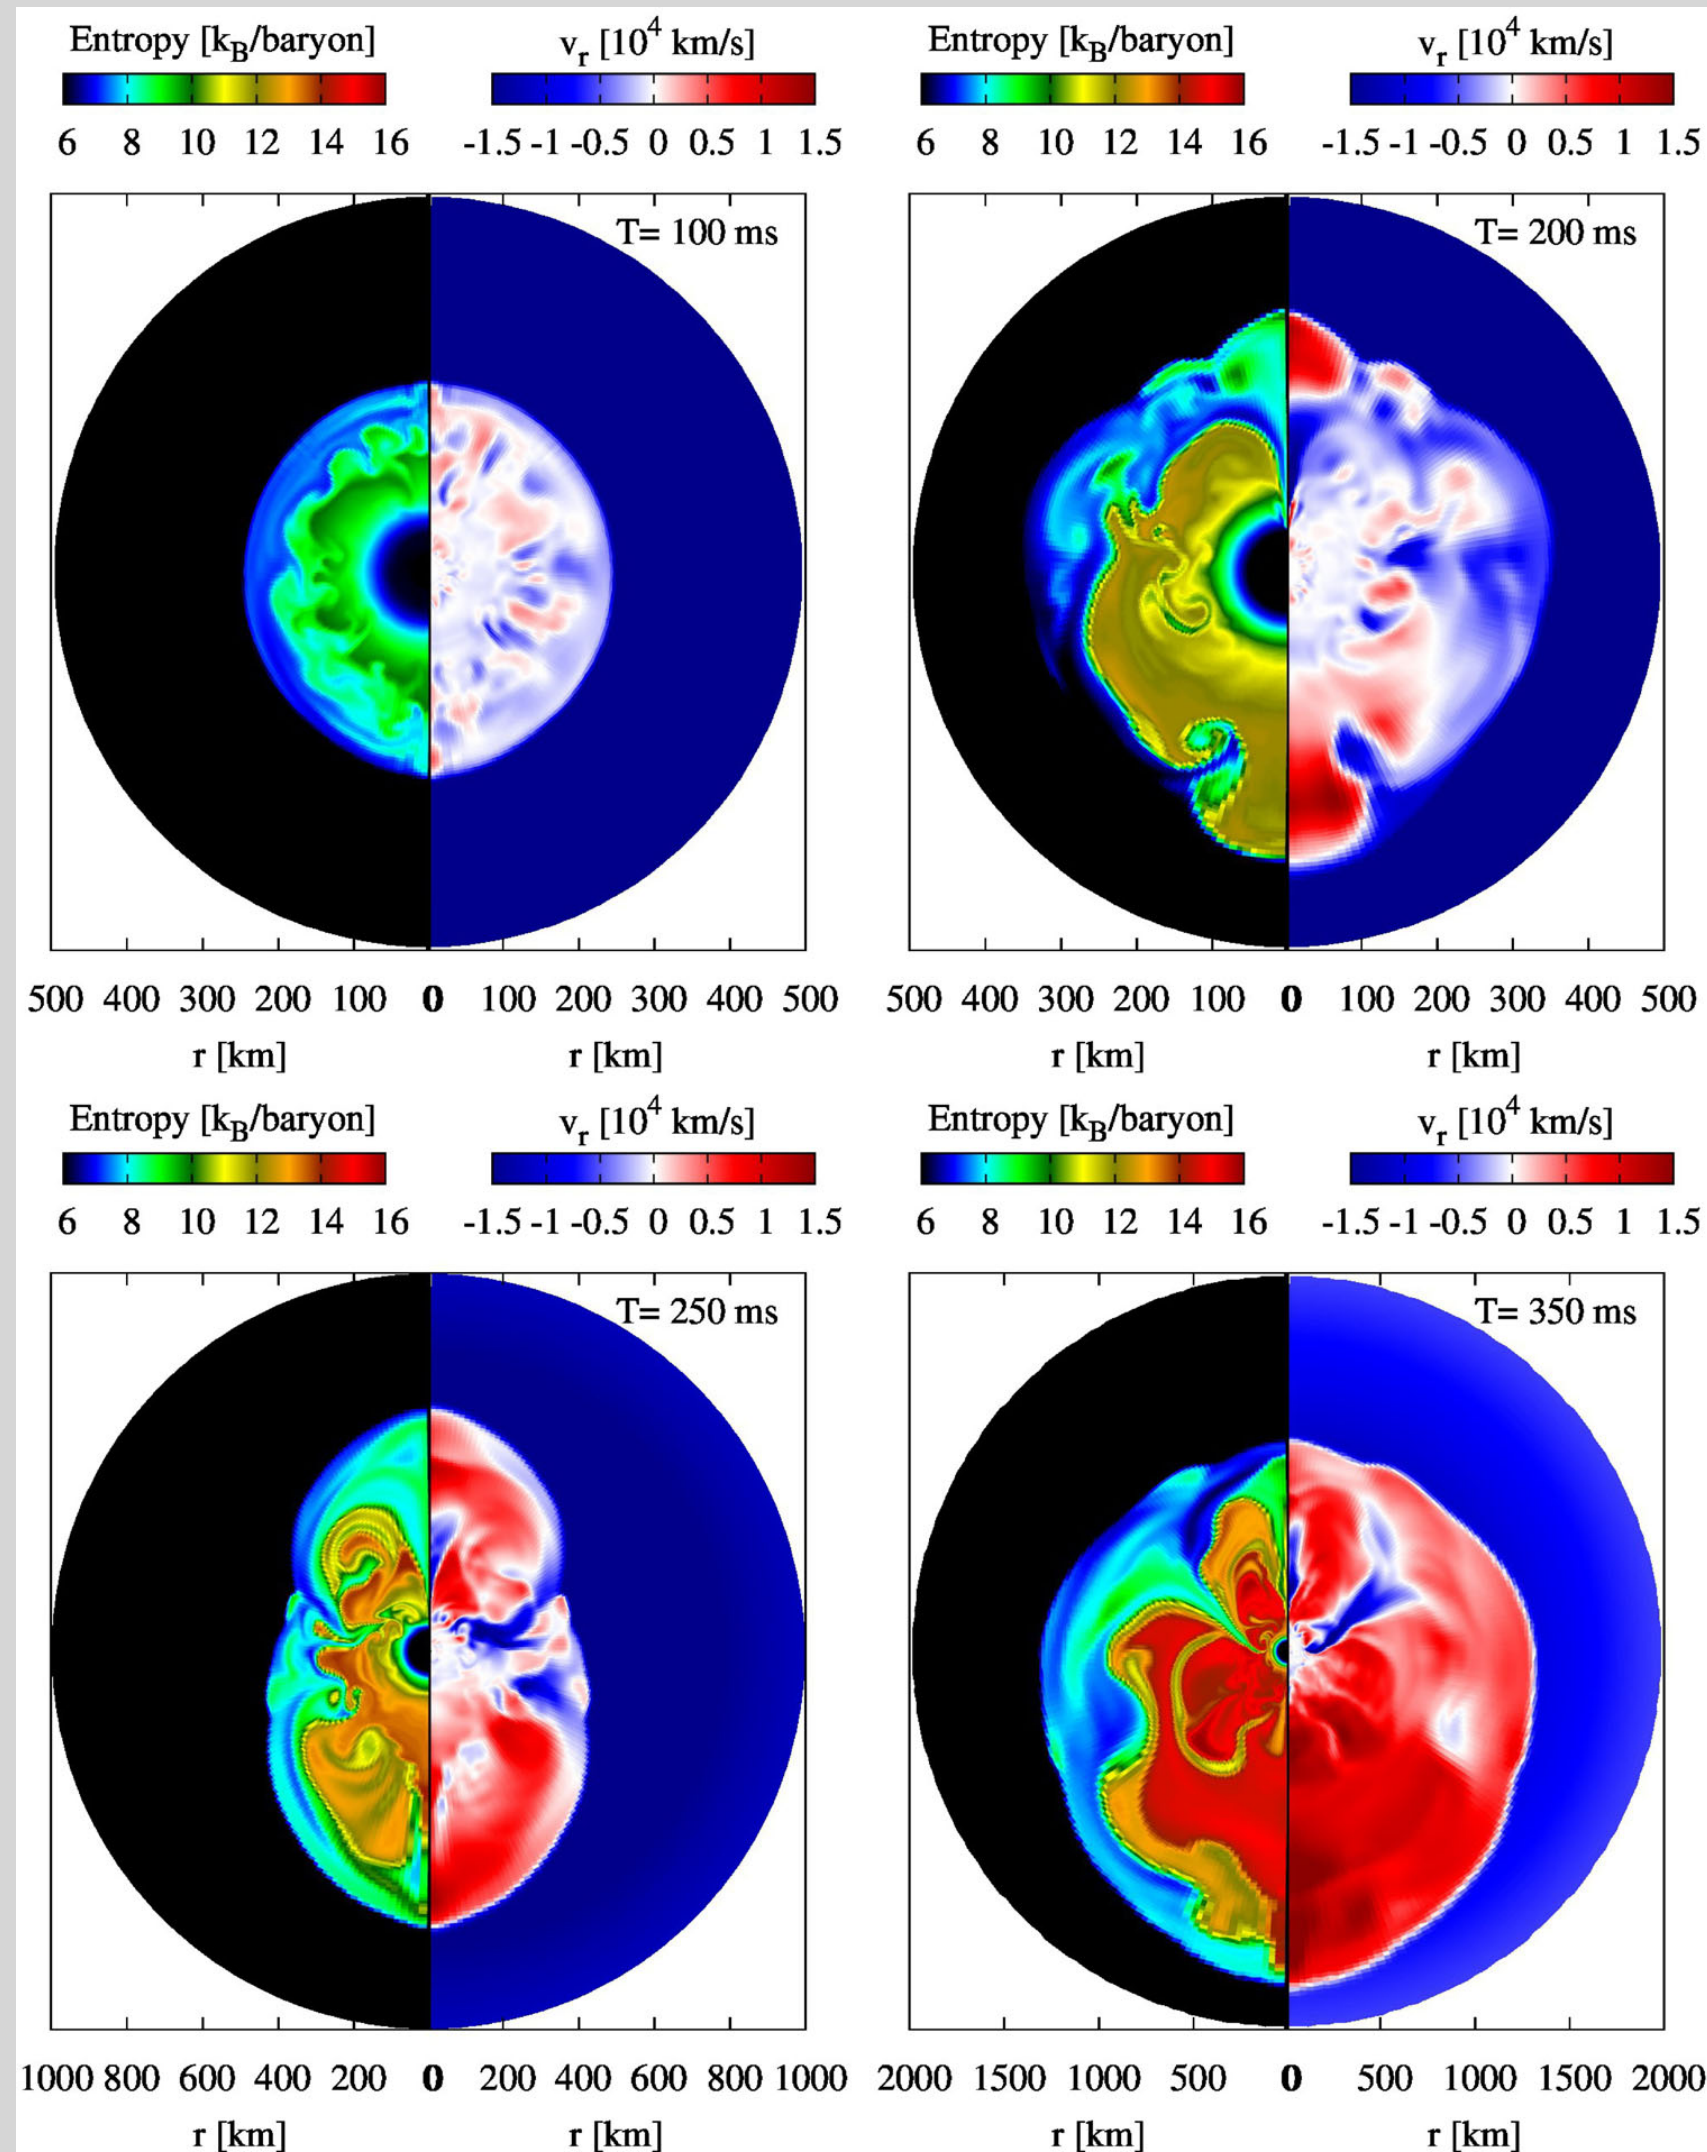 Entropy [k_B/baryon] v_r [10^4 km/s] Entropy [k_B/baryon] v_r [10^4 km/s]
6 8 10 12 14 16 -1.5 -1 -0.5 0 0.5 1 1.5 6 8 10 12 14 16 -1.5 -1 -0.5 0 0.5 1 1.5
T= 100 ms T= 200 ms
500 400 300 200 100 0 100 200 300 400 500 500 400 300 200 100 0 100 200 300 400 500
r [km] r [km] r [km] r [km]
Entropy [k_B/baryon] v_r [10^4 km/s] Entropy [k_B/baryon] v_r [10^4 km/s]
6 8 10 12 14 16 -1.5 -1 -0.5 0 0.5 1 1.5 6 8 10 12 14 16 -1.5 -1 -0.5 0 0.5 1 1.5
T= 250 ms T= 350 ms
1000 800 600 400 200 0 200 400 600 800 1000 2000 1500 1000 500 0 500 1000 1500 2000
r [km] r [km] r [km] r [km]